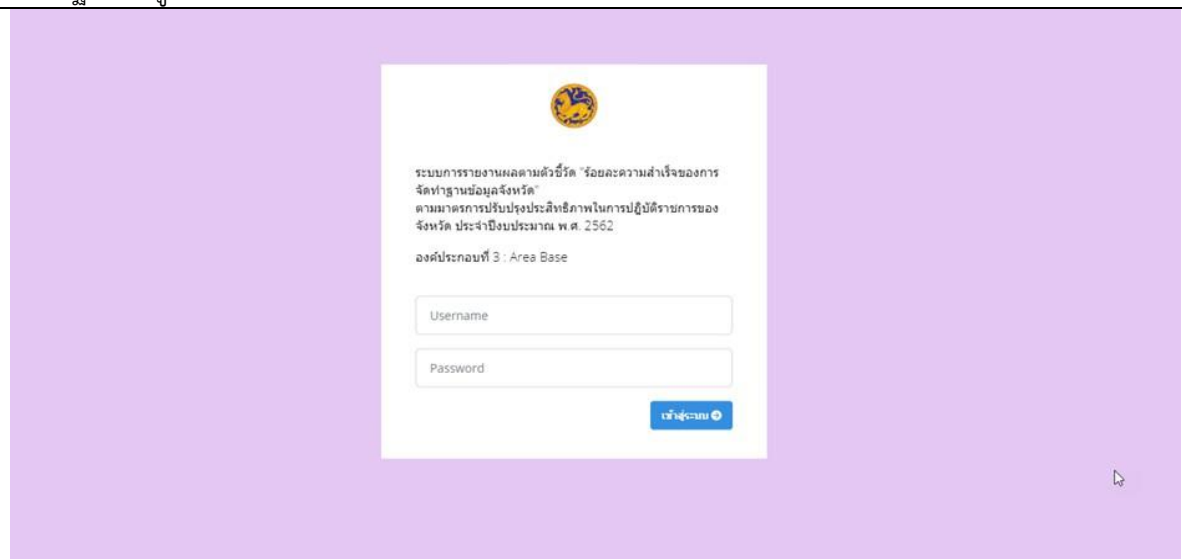 ระบบการรายงานผลตามตัวชี้วัด "ร้อยละความสำเร็จของการ
จัดทำฐานข้อมูลจังหวัด"
ตามมาตรการปรับปรุงประสิทธิภาพในการปฏิบัติราชการของ
จังหวัด ประจำปีงบประมาณ พ.ศ. 2562
องค์ประกอบที่ 3 : Area Base
Username
Password
เข้าสู่ระบบ